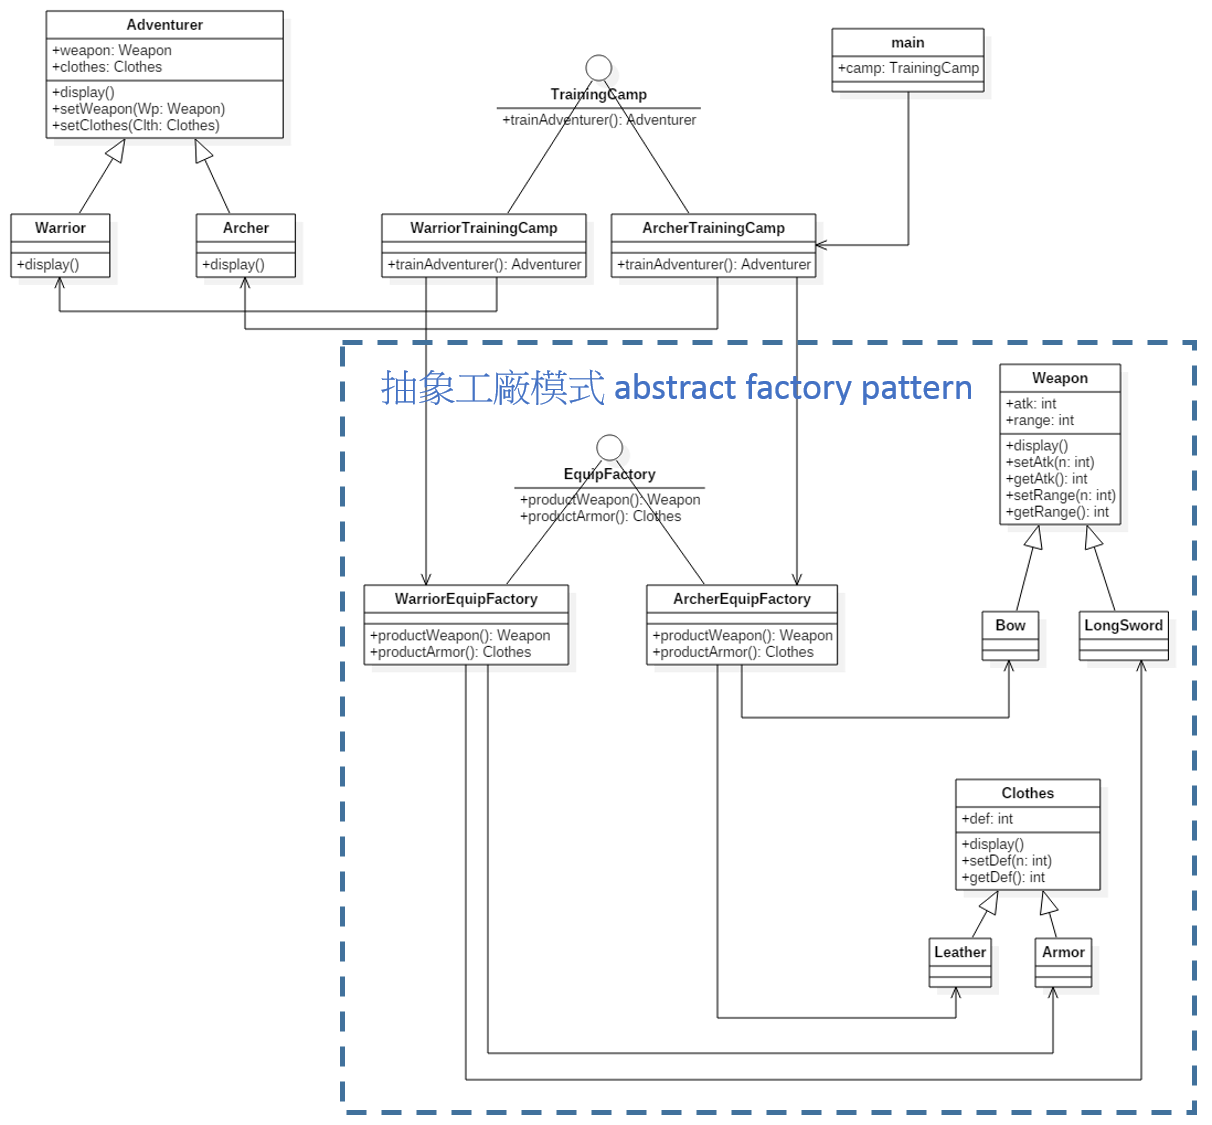 Adventurer
+weapon: Weapon
+clothes: Clothes
+display()
+setWeapon(Wp: Weapon)
+setClothes(Clth: Clothes)
TrainingCamp
+trainAdventurer(): Adventurer
main
+camp: TrainingCamp
Warrior
+display()
Archer
+display()
WarriorTrainingCamp
+trainAdventurer(): Adventurer
ArcherTrainingCamp
+trainAdventurer(): Adventurer
抽象工廠模式 abstract factory pattern
EquipFactory
+productWeapon(): Weapon
+productArmor(): Clothes
Weapon
+atk: int
+range: int
+display()
+setAtk(n: int)
+getAtk(): int
+setRange(n: int)
+getRange(): int
WarriorEquipFactory
+productWeapon(): Weapon
+productArmor(): Clothes
ArcherEquipFactory
+productWeapon(): Weapon
+productArmor(): Clothes
Bow
LongSword
Clothes
+def: int
+display()
+setDef(n: int)
+getDef(): int
Leather
Armor